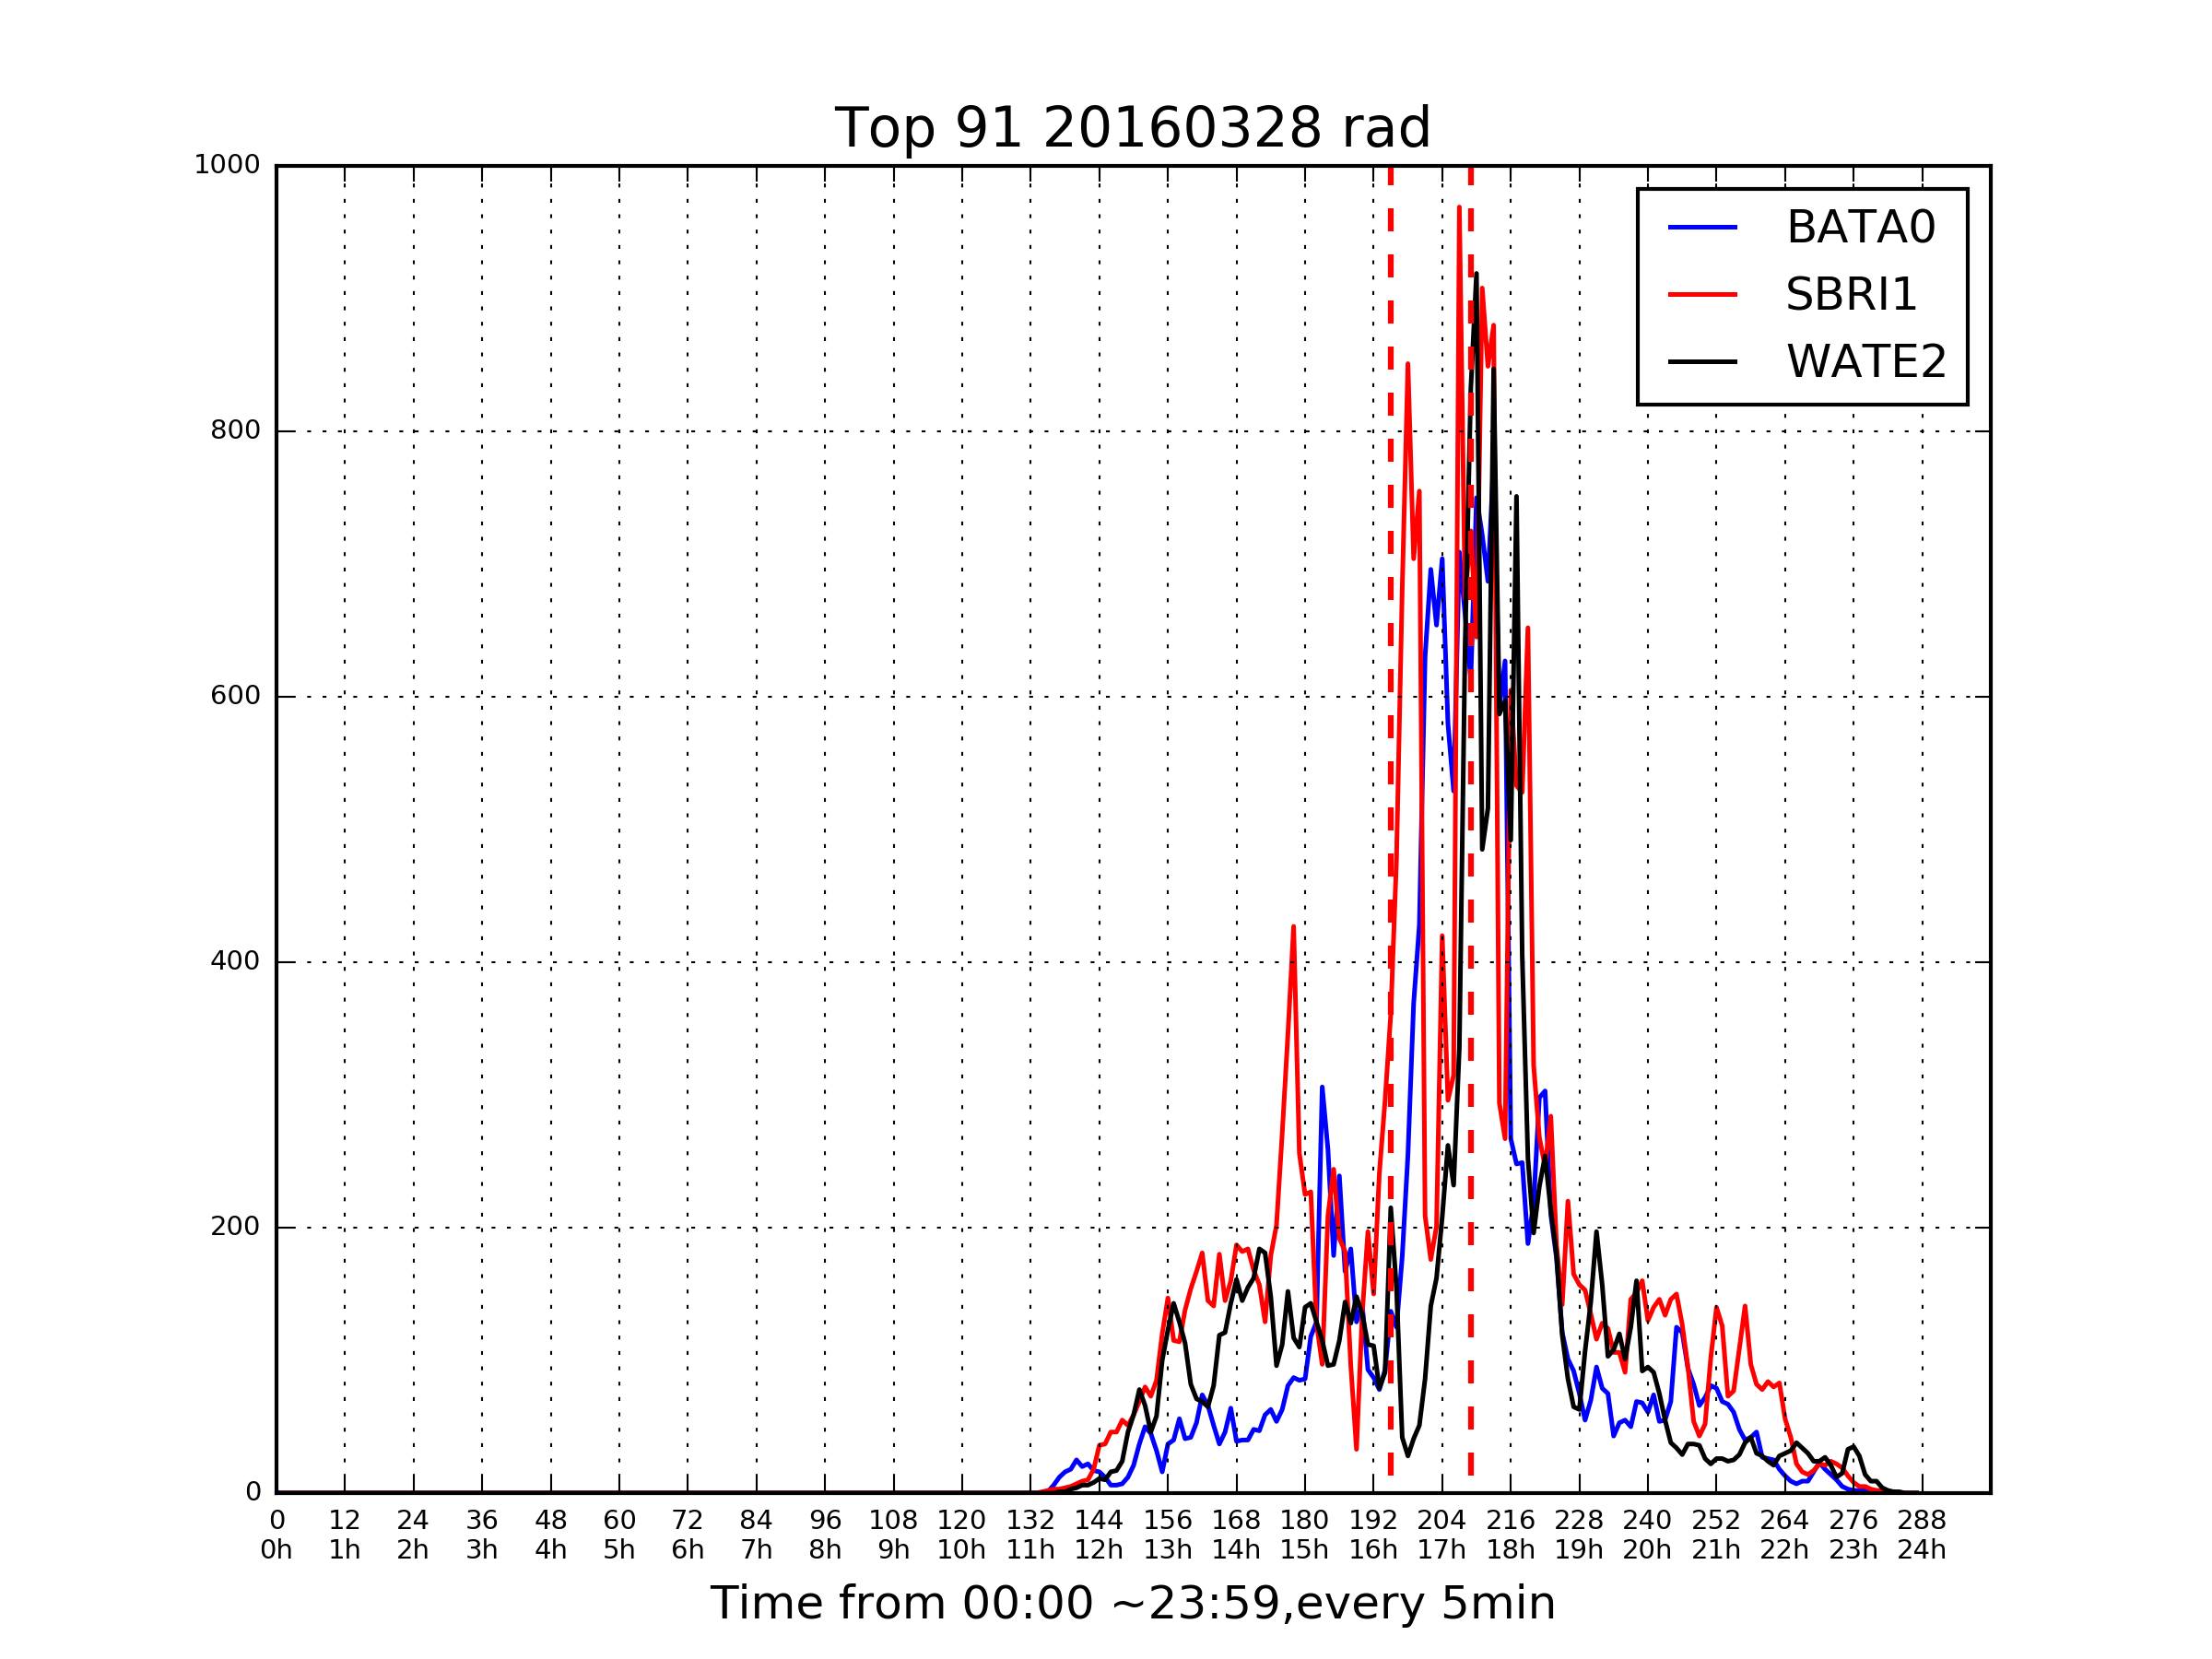 Top 91 20160328 rad
1000
800
600
400
200
0
BATA0
SBRI1
WATE2
0 12 24 36 48 60 72 84 96 108 120 132 144 156 168 180 192 204 216 228 240 252 264 276 288
0h 1h 2h 3h 4h 5h 6h 7h 8h 9h 10h 11h 12h 13h 14h 15h 16h 17h 18h 19h 20h 21h 22h 23h 24h
Time from 00:00 ~23:59,every 5min